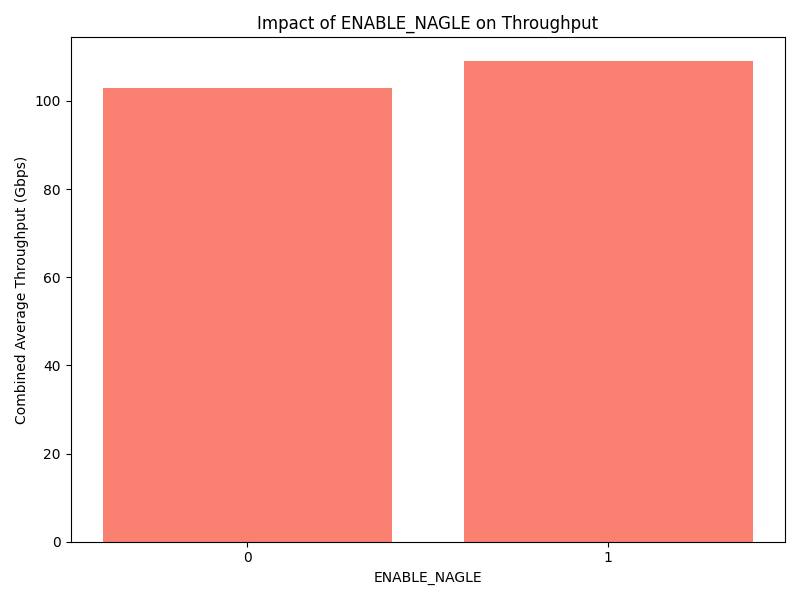 Impact of ENABLE_NAGLE on Throughput
Combined Average Throughput (Gbps)
100
80
60
40
20
0
0 1
ENABLE_NAGLE